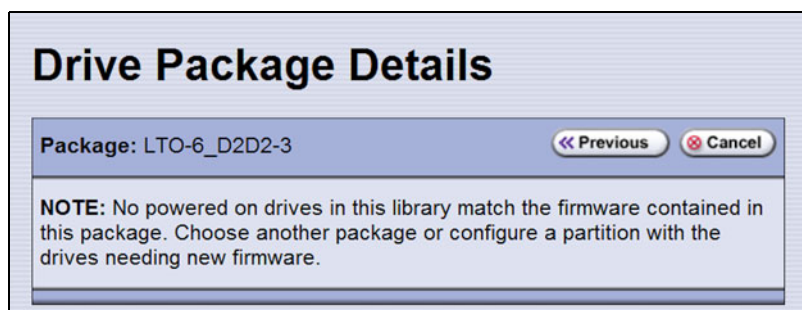 Drive Package Details
Package: LTO-6_D2D2-3
Previous
Cancel
NOTE: No powered on drives in this library match the firmware contained in
this package. Choose another package or configure a partition with the
drives needing new firmware.